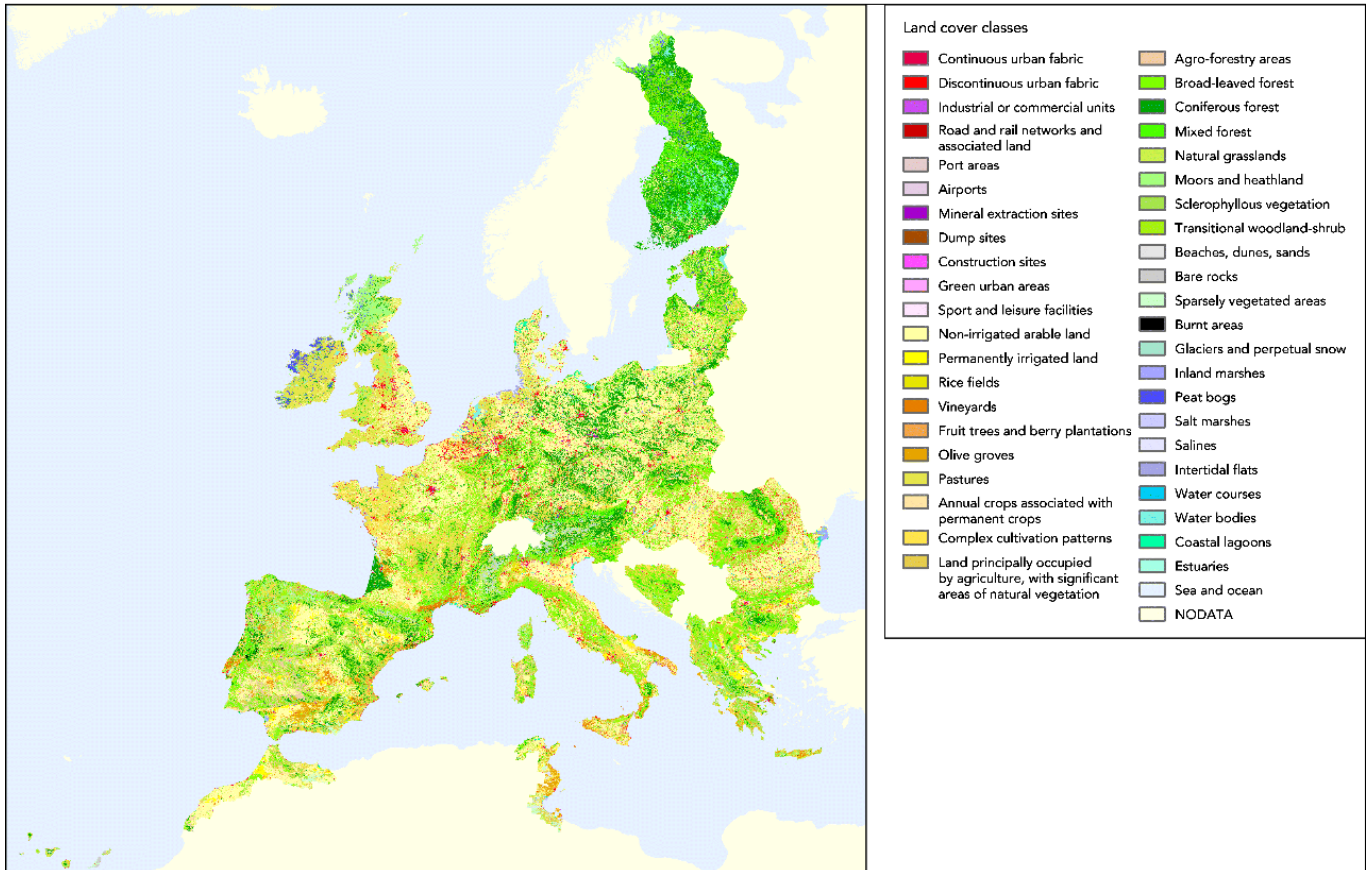 Land cover classes
Continuous urban fabric
Discontinuous urban fabric
Industrial or commercial units
Road and rail networks and
associated land
Port areas
Airports
Mineral extraction sites
Dump sites
Construction sites
Green urban areas
Sport and leisure facilities
Non-irrigated arable land
Permanently irrigated land
Rice fields
Vineyards
Fruit trees and berry plantations
Olive groves
Pastures
Annual crops associated with
permanent crops
Complex cultivation patterns
Land principally occupied
by agriculture, with significant
areas of natural vegetation
Agro-forestry areas
Broad-leaved forest
Coniferous forest
Mixed forest
Natural grasslands
Moors and heathland
Sclerophyllous vegetation
Transitional woodland-shrub
Beaches, dunes, sands
Bare rocks
Sparsely vegetated areas
Burnt areas
Glaciers and perpetual snow
Inland marshes
Peat bogs
Salt marshes
Salines
Intertidal flats
Water courses
Water bodies
Coastal lagoons
Estuaries
Sea and ocean
NODATA